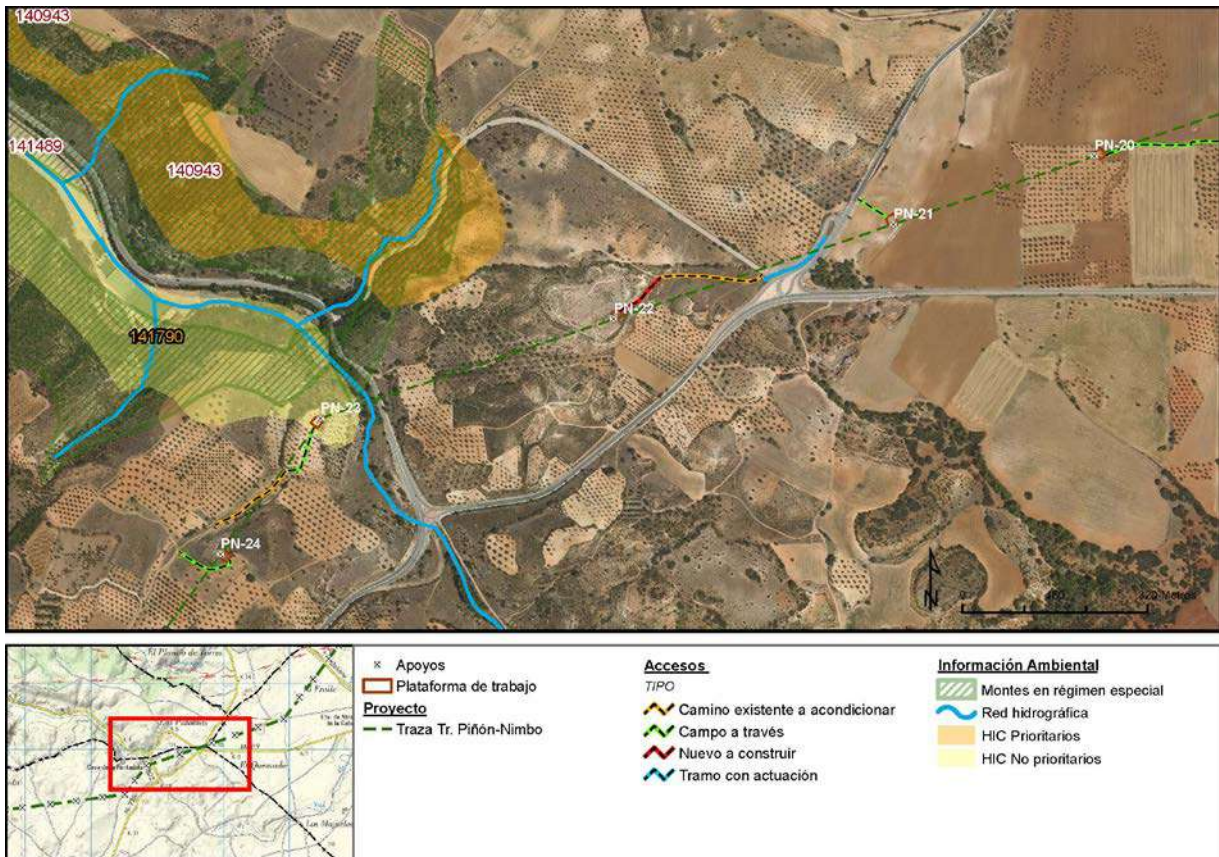 140943
141489
140943
141790
PN-20
PN-21
PN-22
PN-23
PN-24
N
0
Metros
Apoyos
Plataforma de trabajo
Proyecto
Traza Tr. Piñón-Nimbo
Accesos
TIPO
Camino existente a acondicionar
Campo a través
Nuevo a construir
Tramo con actuación
Información Ambiental
Montes en régimen especial
Red hidrográfica
HIC Prioritarios
HIC No prioritarios